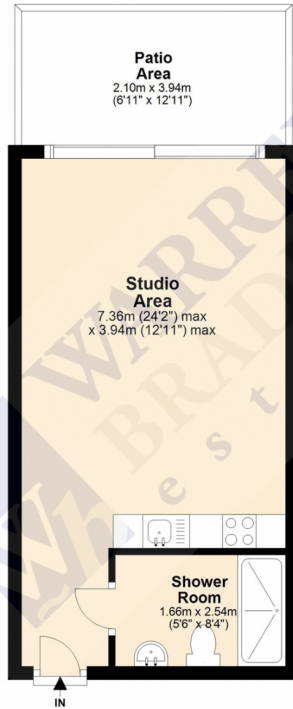 Patio
Area
2.10m x 3.94m
(6'11" x 12'11")
Studio
Area
7.36m (24'2") max
x 3.94m (12'11") max
Shower
Room
1.66m x 2.54m
(5'6" x 8'4")
IN